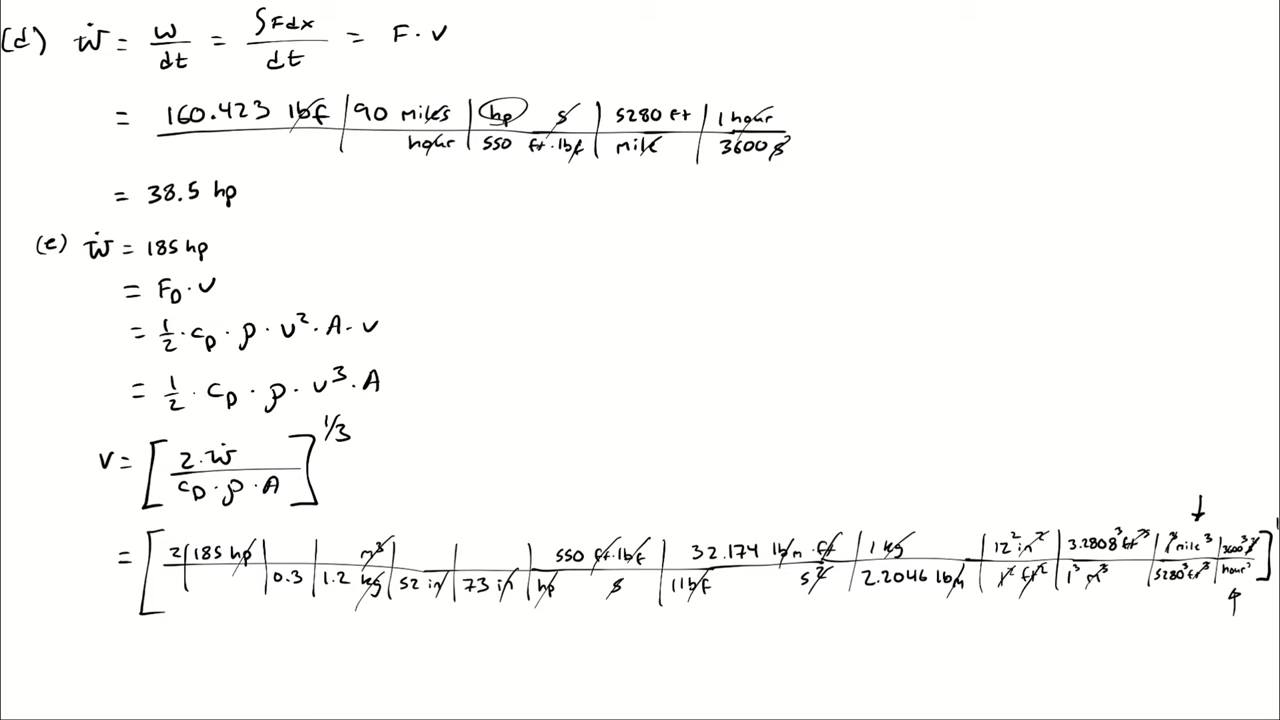 (d) Ẇ = W/dt = ∫Fdx/dt = F · v
= 160.423 lbf | 90 miles | hp s | 5280 ft | 1 hour
hour | 550 ft·lbf | mile | 3600 s
= 38.5 hp
(e) Ẇ = 185 hp
= F_D · v
= 1/2 · C_D · ρ · v² · A · v
= 1/2 · C_D · ρ · v³ · A
v = [ 2·Ẇ / C_D · ρ · A ]^1/3
= [ 2 | 185 hp | | m³ | | | 550 ft·lbf | 32.174 lbm·ft | 1 kg | 12² in² | 3.2808³ ft³ | 1³ mile³ | 3600³ s³
0.3 | 1.2 kg | 52 in | 73 in | hp s | 1 lbf s² | 2.2046 lbm | 1² ft² | 1³ m³ | 5280³ ft³ | hour³ ]